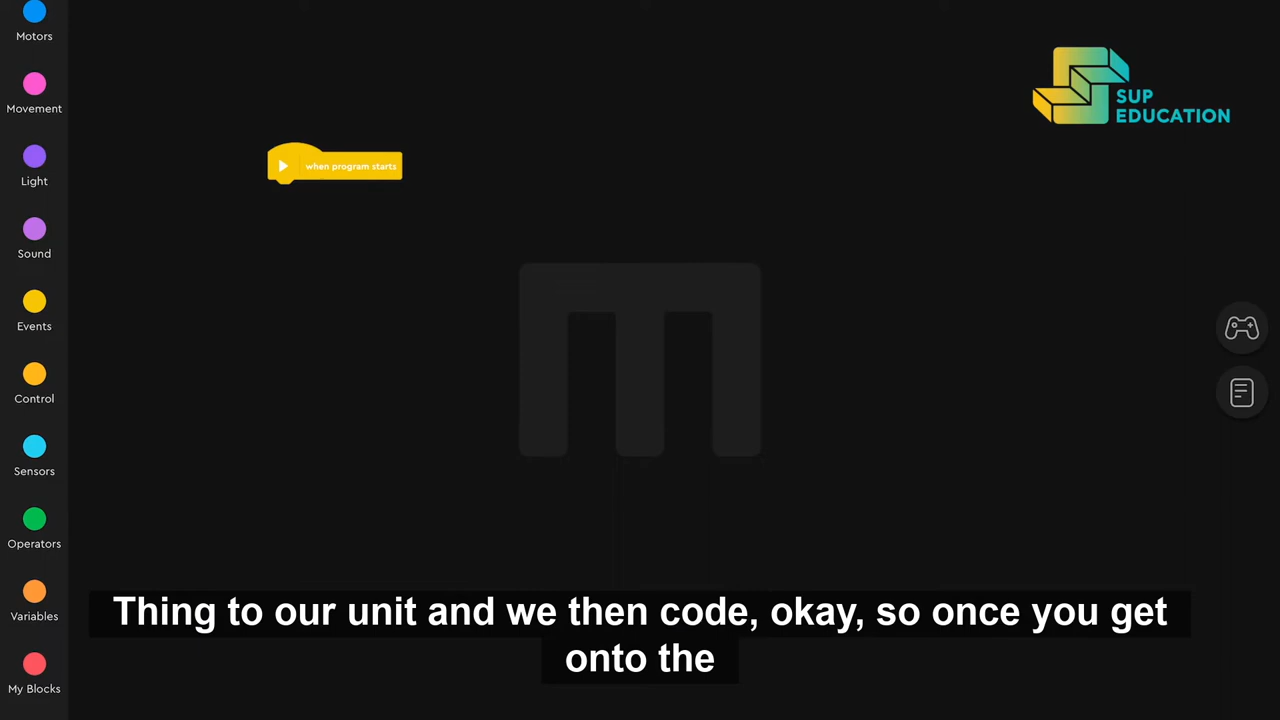 Motors
Movement
Light
Sound
Events
Control
Sensors
Operators
Variables
My Blocks
when program starts
SUP
EDUCATION
Thing to our unit and we then code, okay, so once you get
onto the